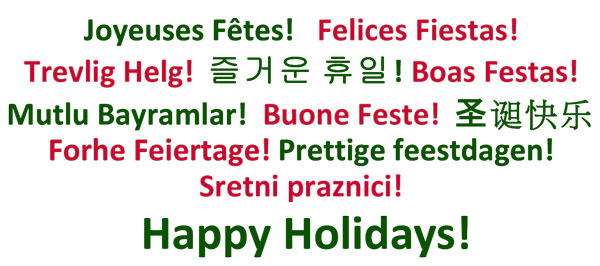 Joyeuses Fêtes! Felices Fiestas!
Trevlig Helg! 즐거운 휴일! Boas Festas!
Mutlu Bayramlar! Buone Feste! 圣诞快乐
Forhe Feiertage! Prettige feestdagen!
Sretni praznici!
Happy Holidays!